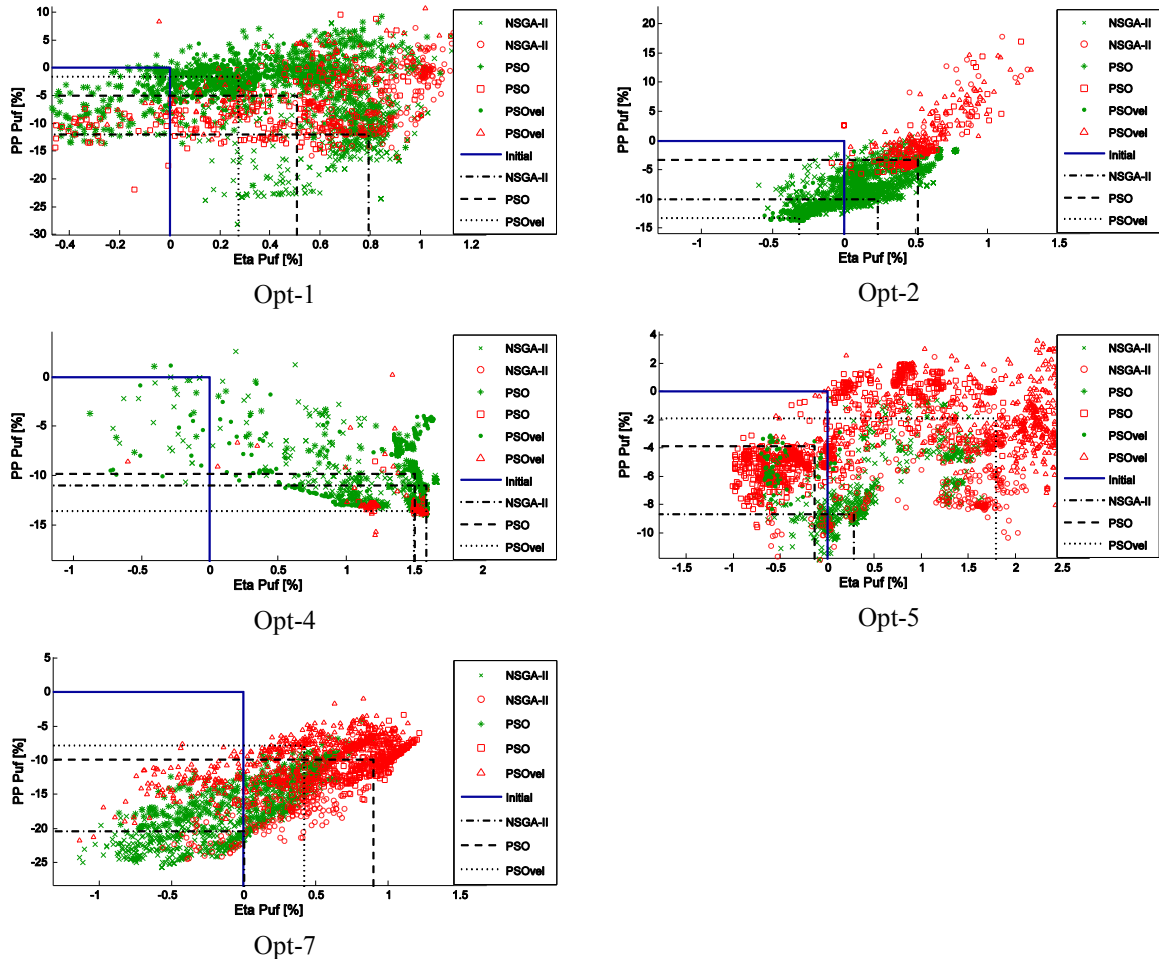 10
5
0
-5
-10
-15
-20
-25
-30
PP Puf [%]
-0.4 -0.2 0 0.2 0.4 0.6 0.8 1 1.2
Eta Puf [%]
NSGA-II
NSGA-II
PSO
PSO
PSOvel
PSOvel
Initial
NSGA-II
PSO
PSOvel
Opt-1
20
15
10
5
0
-5
-10
-15
PP Puf [%]
-1 -0.5 0 0.5 1 1.5
Eta Puf [%]
NSGA-II
NSGA-II
PSO
PSO
PSOvel
PSOvel
Initial
NSGA-II
PSO
PSOvel
Opt-2
0
-5
-10
-15
PP Puf [%]
-1 -0.5 0 0.5 1 1.5 2
Eta Puf [%]
NSGA-II
NSGA-II
PSO
PSO
PSOvel
PSOvel
Initial
NSGA-II
PSO
PSOvel
Opt-4
4
2
0
-2
-4
-6
-8
-10
PP Puf [%]
-1.5 -1 -0.5 0 0.5 1 1.5 2 2.5
Eta Puf [%]
NSGA-II
NSGA-II
PSO
PSO
PSOvel
PSOvel
Initial
NSGA-II
PSO
PSOvel
Opt-5
5
0
-5
-10
-15
-20
-25
PP Puf [%]
-1 -0.5 0 0.5 1 1.5
Eta Puf [%]
NSGA-II
NSGA-II
PSO
PSO
PSOvel
Initial
NSGA-II
PSO
PSOvel
Opt-7